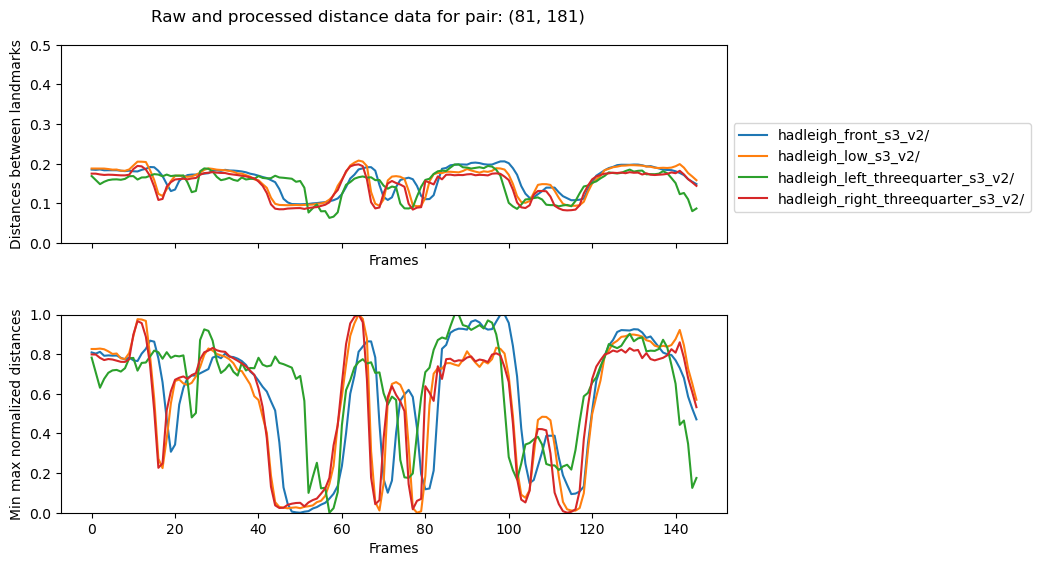 Raw and processed distance data for pair: (81, 181)
Distances between landmarks
0.5
0.4
0.3
0.2
0.1
0.0
Frames
hadleigh_front_s3_v2/
hadleigh_low_s3_v2/
hadleigh_left_threequarter_s3_v2/
hadleigh_right_threequarter_s3_v2/
Min max normalized distances
1.0
0.8
0.6
0.4
0.2
0.0
0 20 40 60 80 100 120 140
Frames